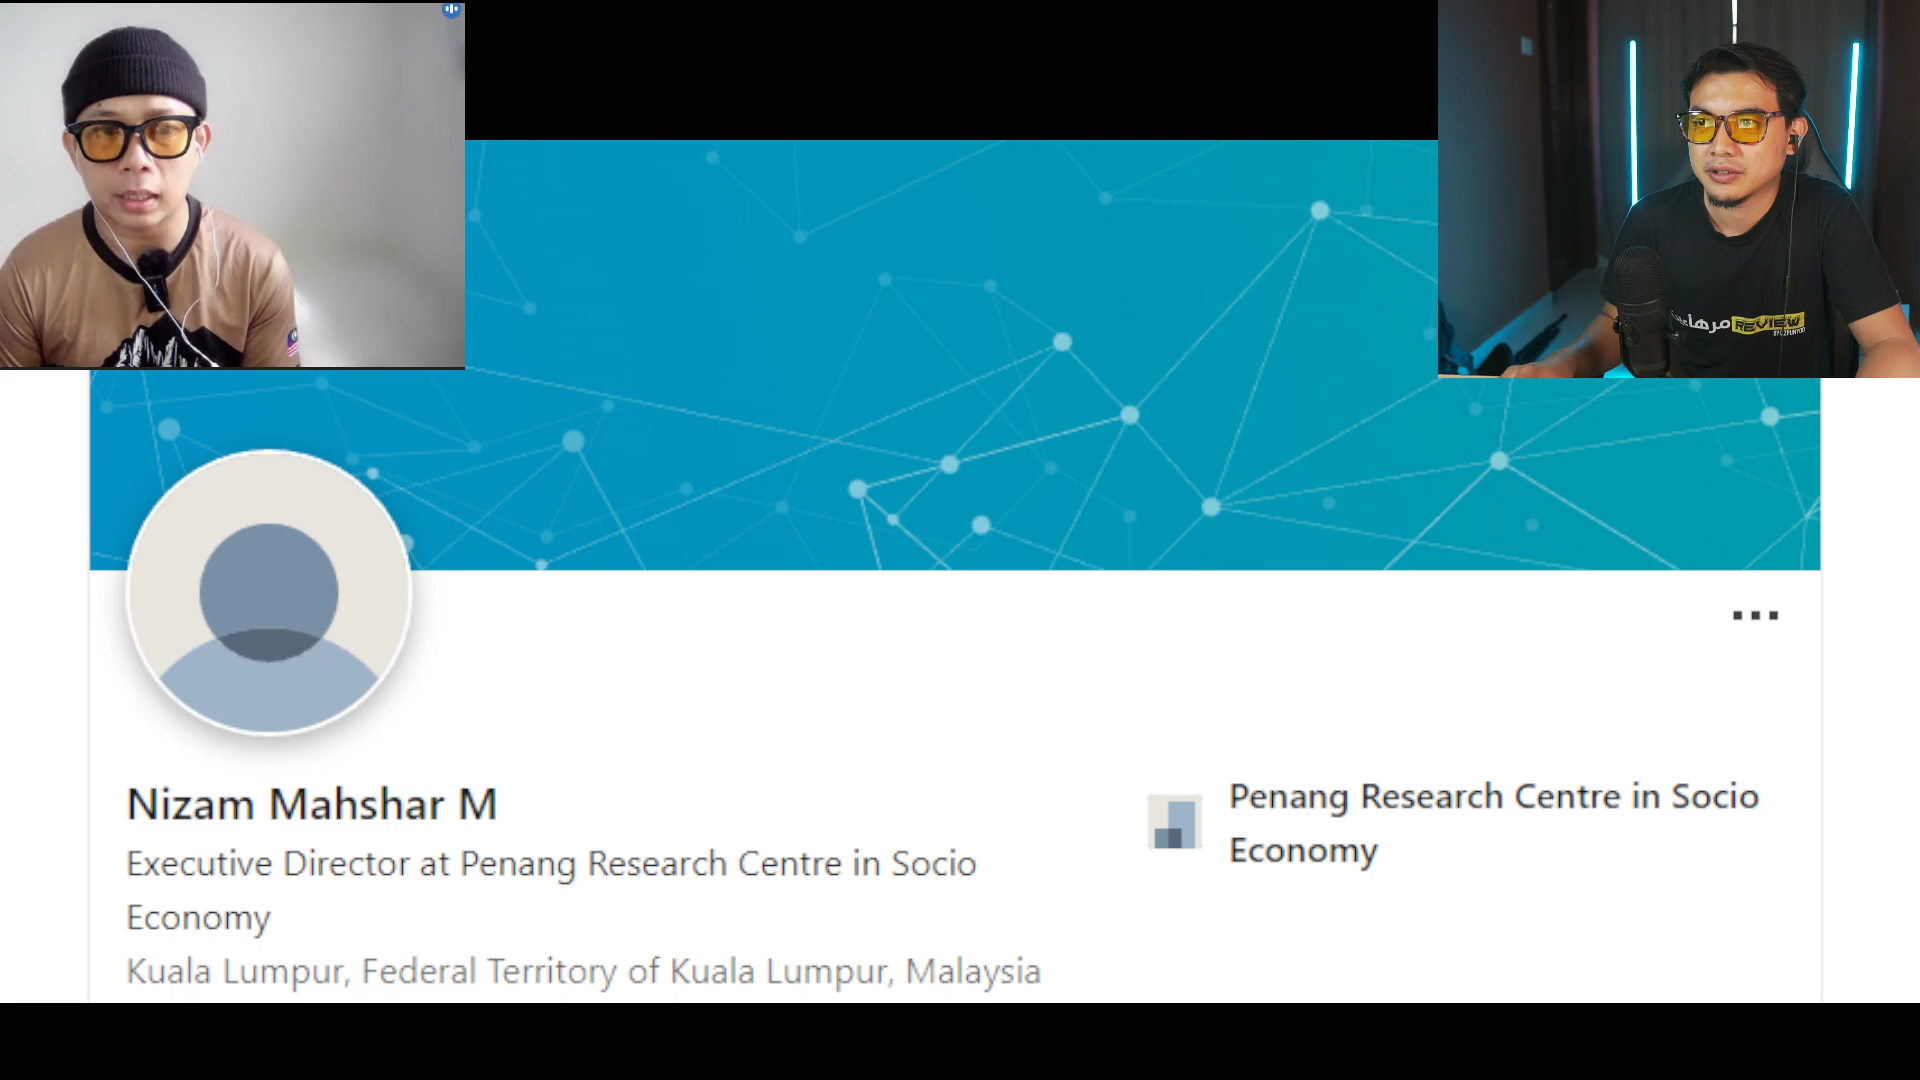 مرهاءين REVIEW
Nizam Mahshar M
Executive Director at Penang Research Centre in Socio
Economy
Kuala Lumpur, Federal Territory of Kuala Lumpur, Malaysia
Penang Research Centre in Socio
Economy